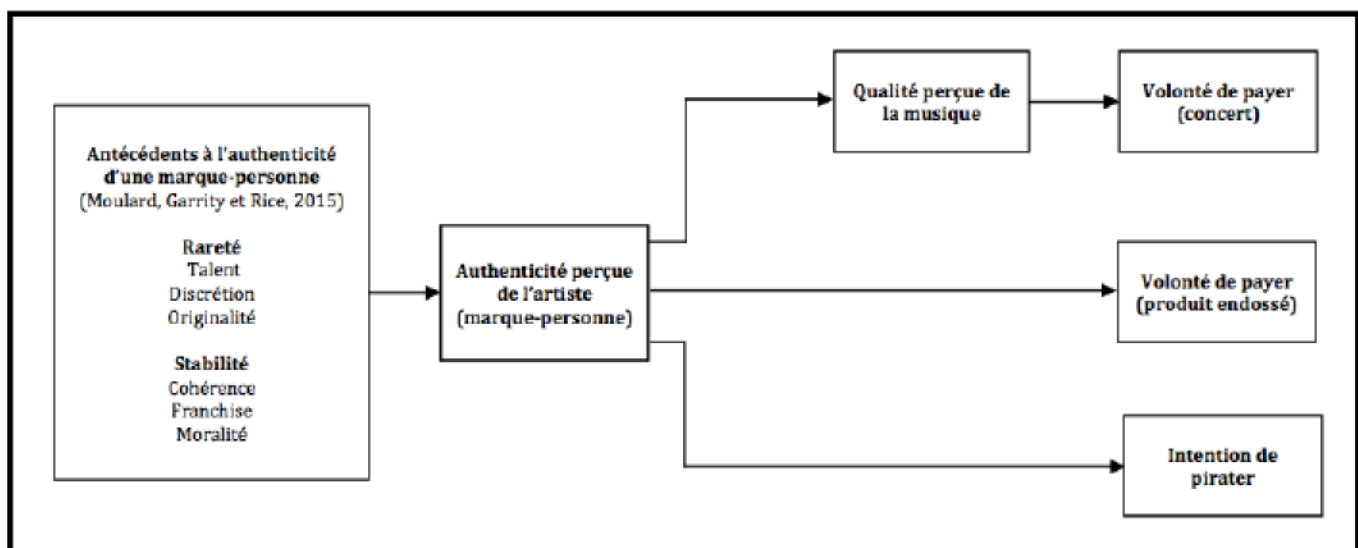 Antécédents à l'authenticité
d'une marque-personne
(Moulard, Garrity et Rice, 2015)
Rareté
Talent
Discrétion
Originalité
Stabilité
Cohérence
Franchise
Moralité
Authenticité perçue
de l'artiste
(marque-personne)
Qualité perçue de
la musique
Volonté de payer
(concert)
Volonté de payer
(produit endossé)
Intention de
pirater